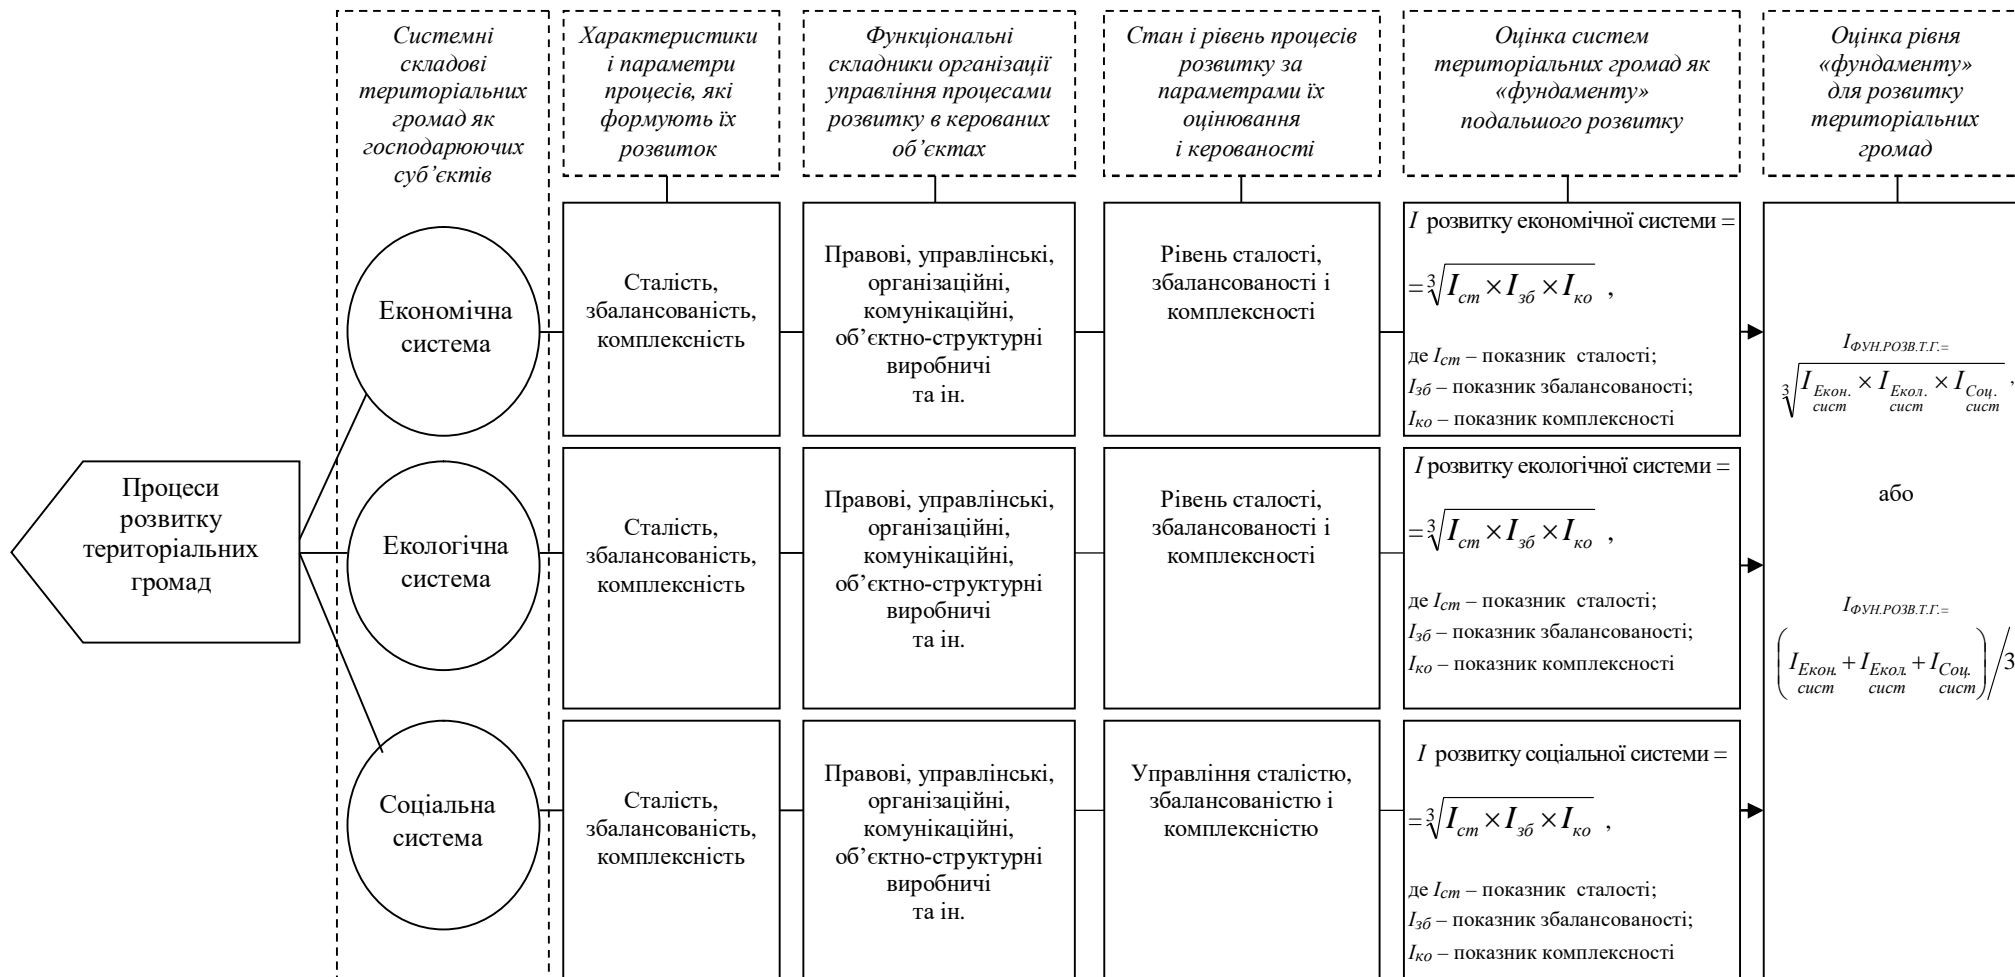 Системні
складові
територіальних
громад як
господарюючих
суб’єктів
Характеристики
і параметри
процесів, які
формують їх
розвиток
Функціональні
складники організації
управління процесами
розвитку в керованих
об’єктах
Стан і рівень процесів
розвитку за
параметрами їх
оцінювання
і керованості
Оцінка систем
територіальних громад як
«фундаменту»
подальшого розвитку
Оцінка рівня
«фундаменту»
для розвитку
територіальних
громад
Процеси
розвитку
територіальних
громад
Економічна
система
Сталість,
збалансованість,
комплексність
Правові, управлінські,
організаційні,
комунікаційні,
об’єктно-структурні
виробничі
та ін.
Рівень сталості,
збалансованості і
комплексності
I розвитку економічної системи =
= ∛(Iст × Iзб × Iко) ,
де Iст – показник сталості;
Iзб – показник збалансованості;
Iко – показник комплексності
Екологічна
система
Сталість,
збалансованість,
комплексність
Правові, управлінські,
організаційні,
комунікаційні,
об’єктно-структурні
виробничі
та ін.
Рівень сталості,
збалансованості і
комплексності
I розвитку екологічної системи =
= ∛(Iст × Iзб × Iко) ,
де Iст – показник сталості;
Iзб – показник збалансованості;
Iко – показник комплексності
Соціальна
система
Сталість,
збалансованість,
комплексність
Правові, управлінські,
організаційні,
комунікаційні,
об’єктно-структурні
виробничі
та ін.
Управління сталістю,
збалансованістю і
комплексністю
I розвитку соціальної системи =
= ∛(Iст × Iзб × Iко) ,
де Iст – показник сталості;
Iзб – показник збалансованості;
Iко – показник комплексності
IФУН.РОЗВ.Т.Г.=
∛(IЕкон. сист × IЕкол. сист × IСоц. сист) ,
або
IФУН.РОЗВ.Т.Г.=
(IЕкон. сист + IЕкол. сист + IСоц. сист)/3